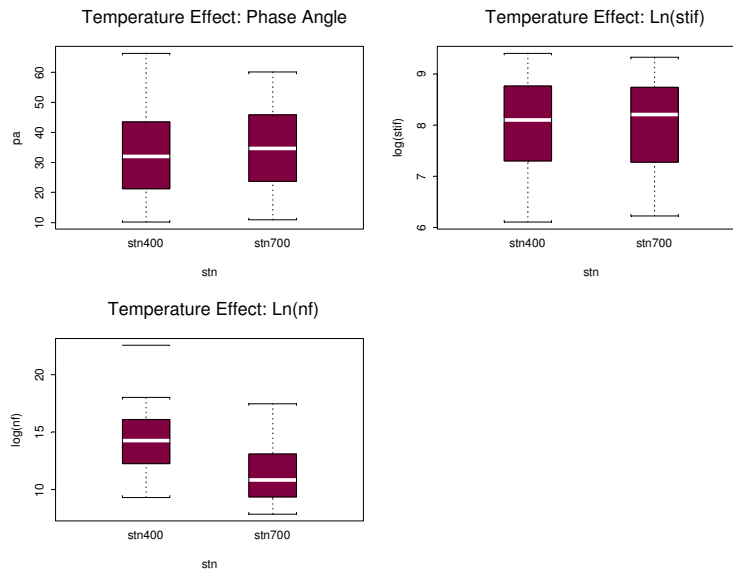 Temperature Effect: Phase Angle
pa
60
50
40
30
20
10
stn400 stn700
stn
Temperature Effect: Ln(stif)
log(stif)
9
8
7
6
stn400 stn700
stn
Temperature Effect: Ln(nf)
log(nf)
20
15
10
stn400 stn700
stn